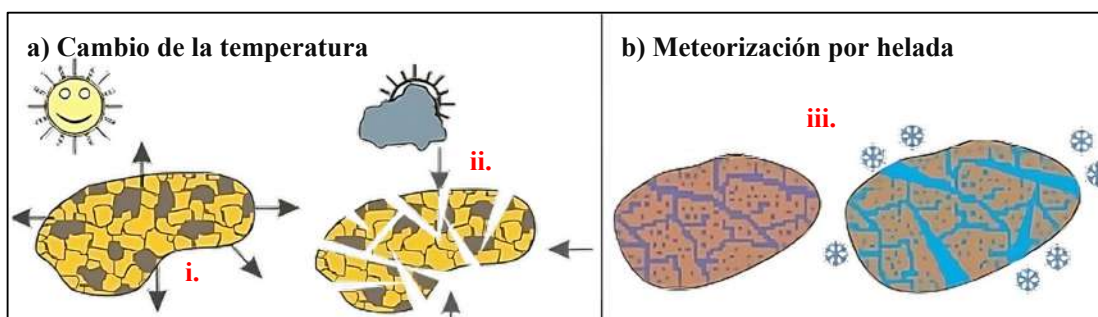 a) Cambio de la temperatura
i.
ii.
b) Meteorización por helada
iii.